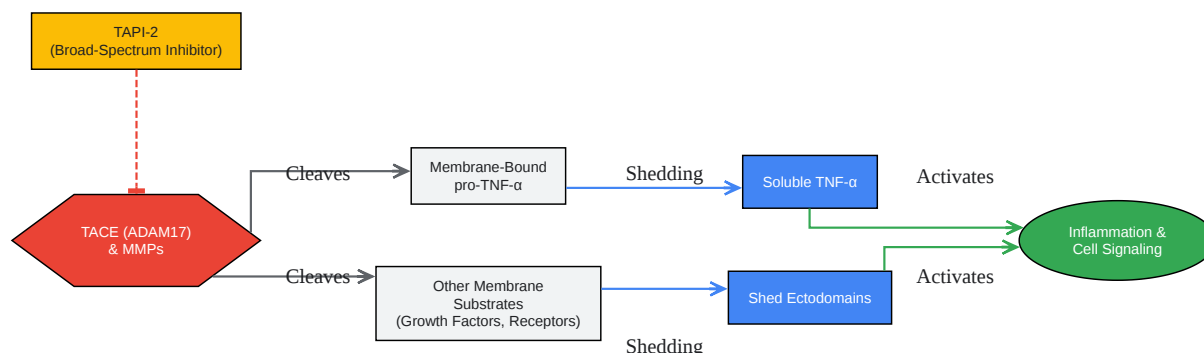 TAPI-2
(Broad-Spectrum Inhibitor)
Cleaves
Membrane-Bound
pro-TNF-α
Shedding
Soluble TNF-α
Activates
TACE (ADAM17)
& MMPs
Inflammation &
Cell Signaling
Cleaves
Other Membrane
Substrates
(Growth Factors, Receptors)
Shedding
Shed Ectodomains
Activates